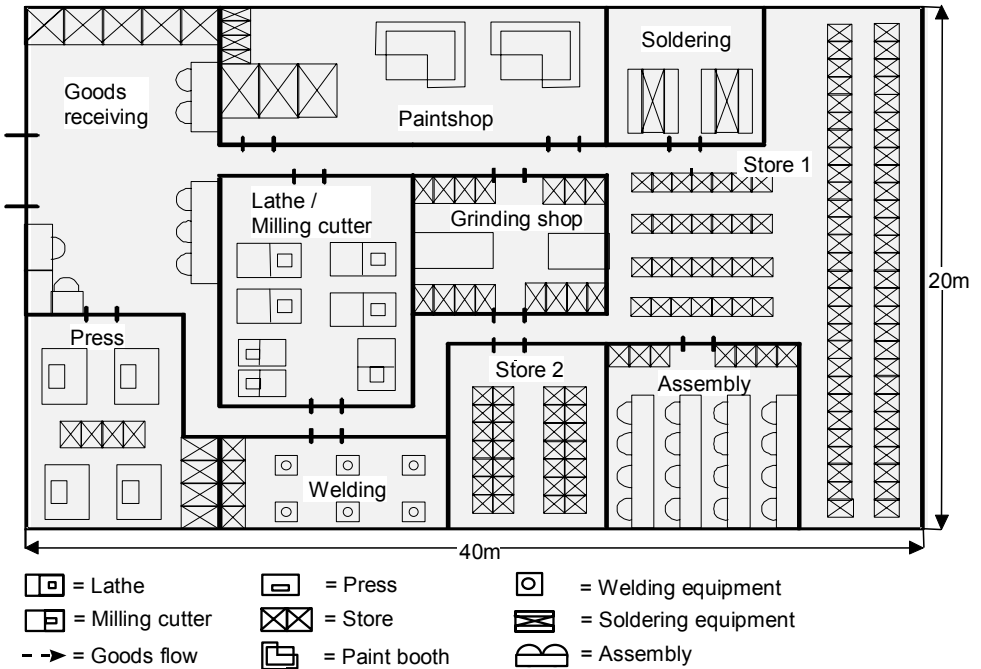 Goods
receiving
Paintshop
Soldering
Store 1
Lathe /
Milling cutter
Grinding shop
20m
Press
Store 2
Assembly
Welding
40m
= Lathe
= Press
= Welding equipment
= Milling cutter
= Store
= Soldering equipment
= Goods flow
= Paint booth
= Assembly